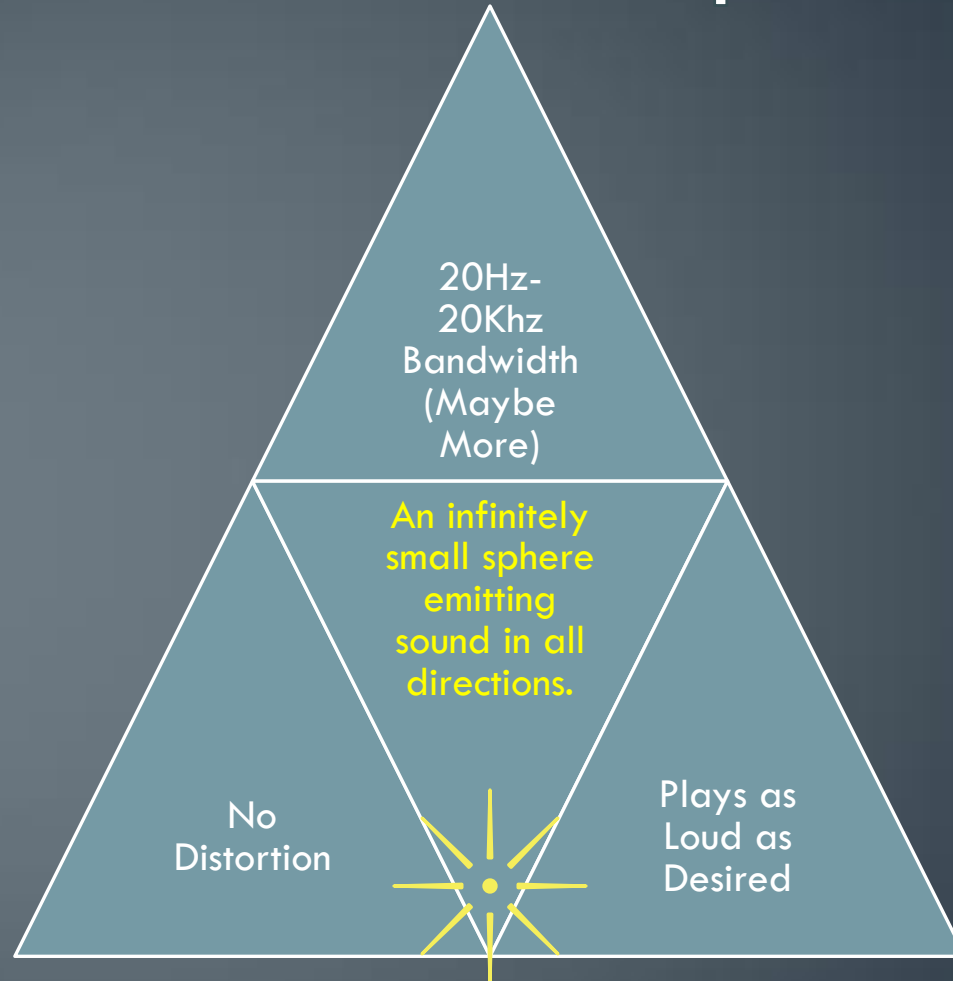 20Hz-
20Khz
Bandwidth
(Maybe
More)
An infinitely
small sphere
emitting
sound in all
directions.
No
Distortion
Plays as
Loud as
Desired